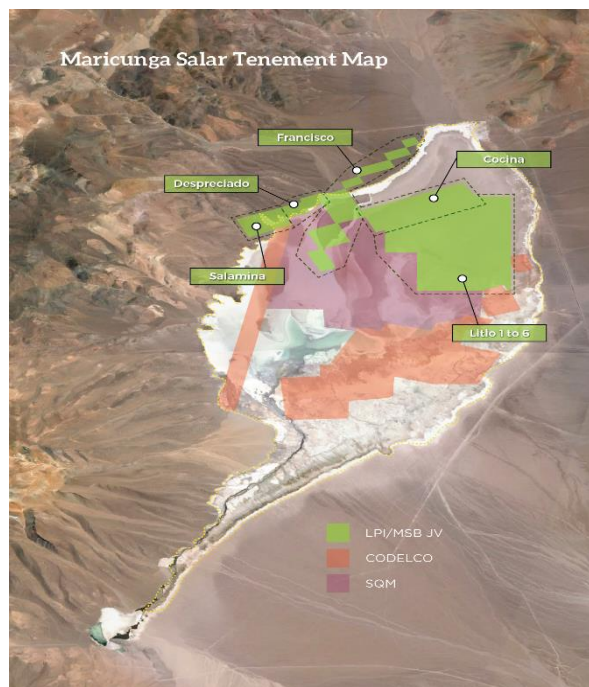 Maricunga Salar Tenement Map
Francisco
Cocina
Despreciado
Salamina
Litio 1 to 6
LPI/MSB JV
CODELCO
SQM